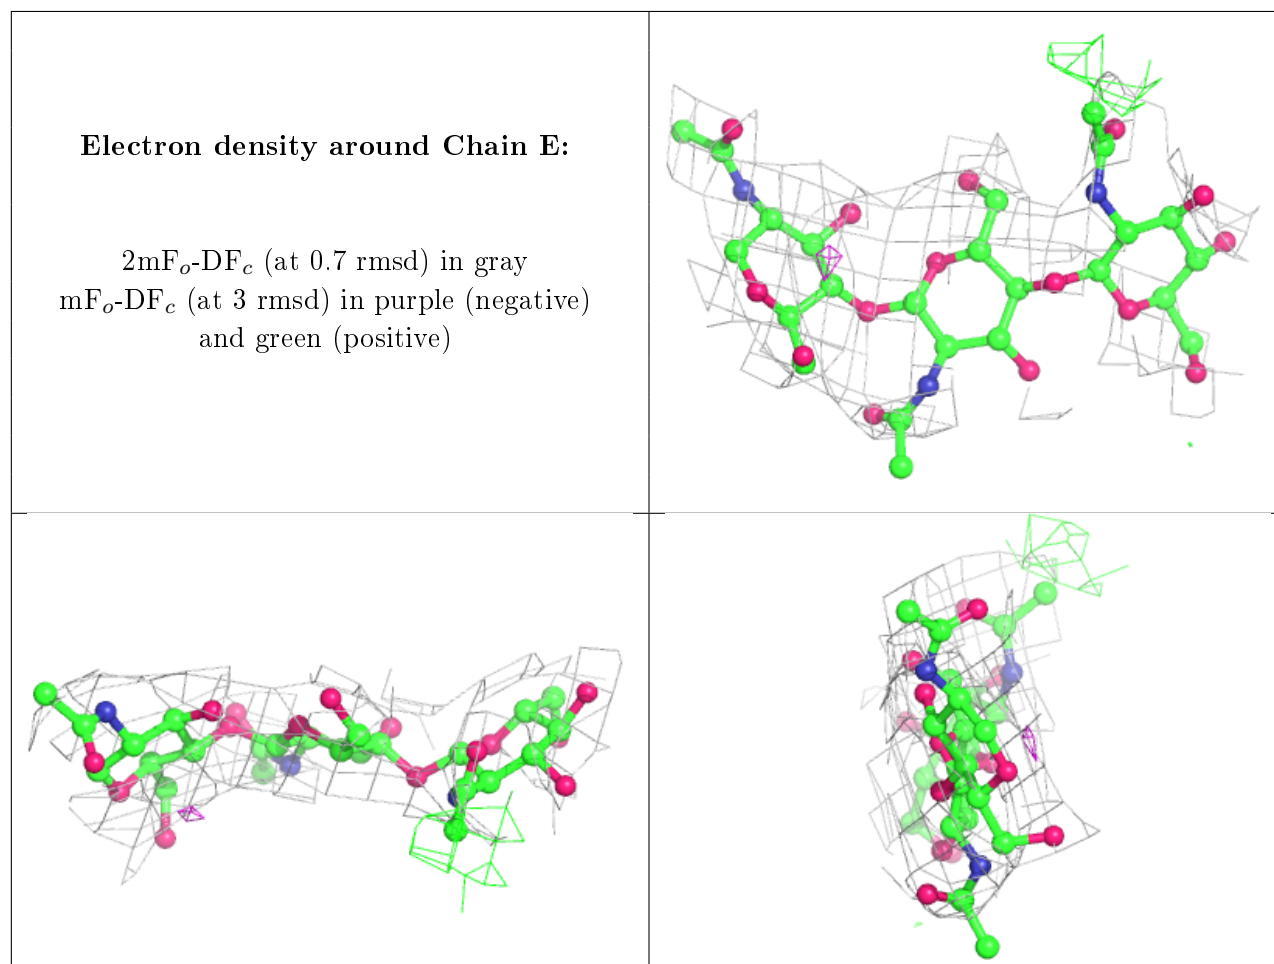 Electron density around Chain E:
2mFₒ-DF𝒸 (at 0.7 rmsd) in gray
mFₒ-DF𝒸 (at 3 rmsd) in purple (negative)
and green (positive)